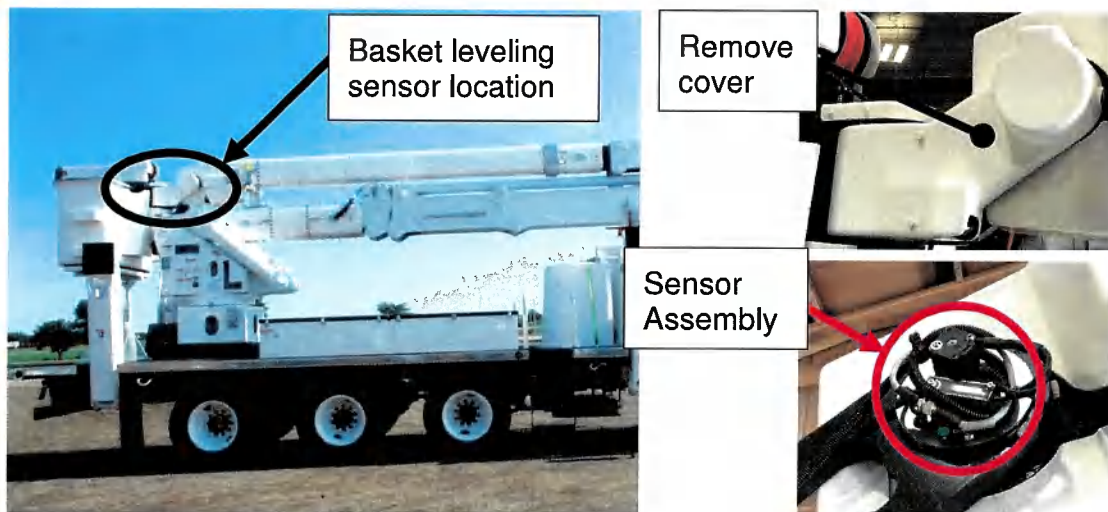 Basket leveling
sensor location
Remove
cover
Sensor
Assembly